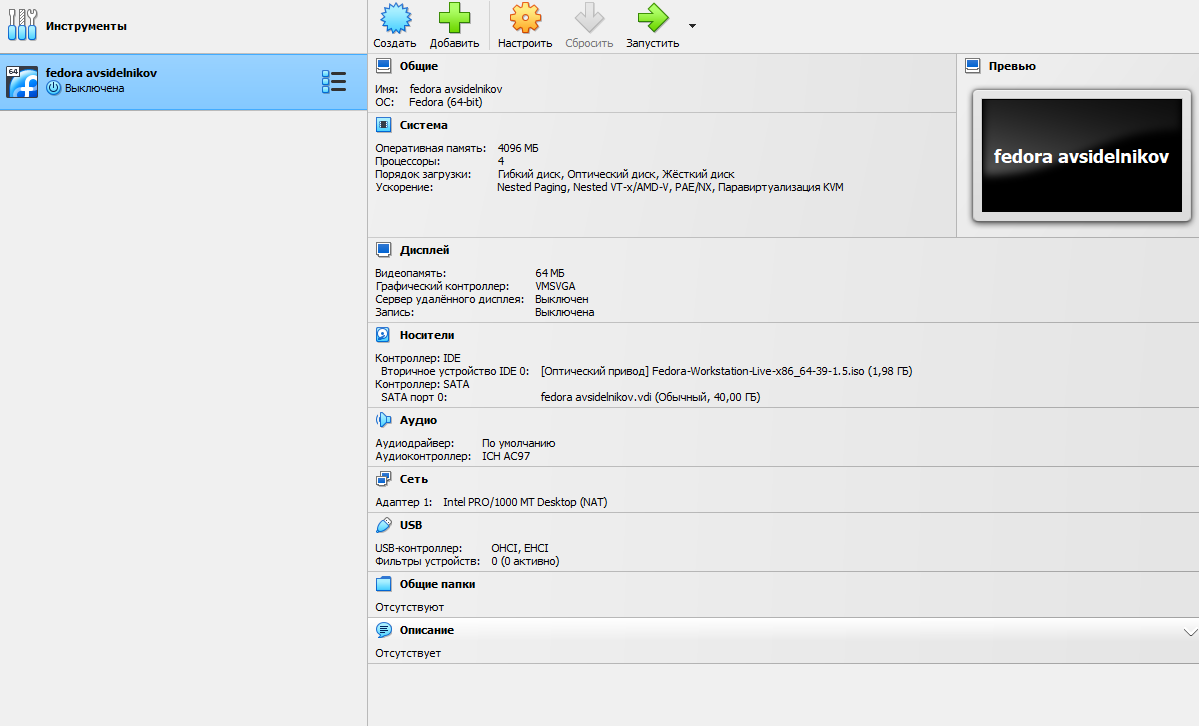 Инструменты
64
fedora avsidelnikov
Выключена
Создать Добавить Настроить Сбросить Запустить
Общие
Имя: fedora avsidelnikov
ОС: Fedora (64-bit)
Превью
fedora avsidelnikov
Система
Оперативная память: 4096 МБ
Процессоры: 4
Порядок загрузки: Гибкий диск, Оптический диск, Жёсткий диск
Ускорение: Nested Paging, Nested VT-x/AMD-V, PAE/NX, Паравиртуализация KVM
Дисплей
Видеопамять: 64 МБ
Графический контроллер: VMSVGA
Сервер удалённого дисплея: Выключен
Запись: Выключена
Носители
Контроллер: IDE
Вторичное устройство IDE 0: [Оптический привод] Fedora-Workstation-Live-x86_64-39-1.5.iso (1,98 ГБ)
Контроллер: SATA
SATA порт 0: fedora avsidelnikov.vdi (Обычный, 40,00 ГБ)
Аудио
Аудиодрайвер: По умолчанию
Аудиоконтроллер: ICH AC97
Сеть
Адаптер 1: Intel PRO/1000 MT Desktop (NAT)
USB
USB-контроллер: OHCI, EHCI
Фильтры устройств: 0 (0 активно)
Общие папки
Отсутствуют
Описание
Отсутствует